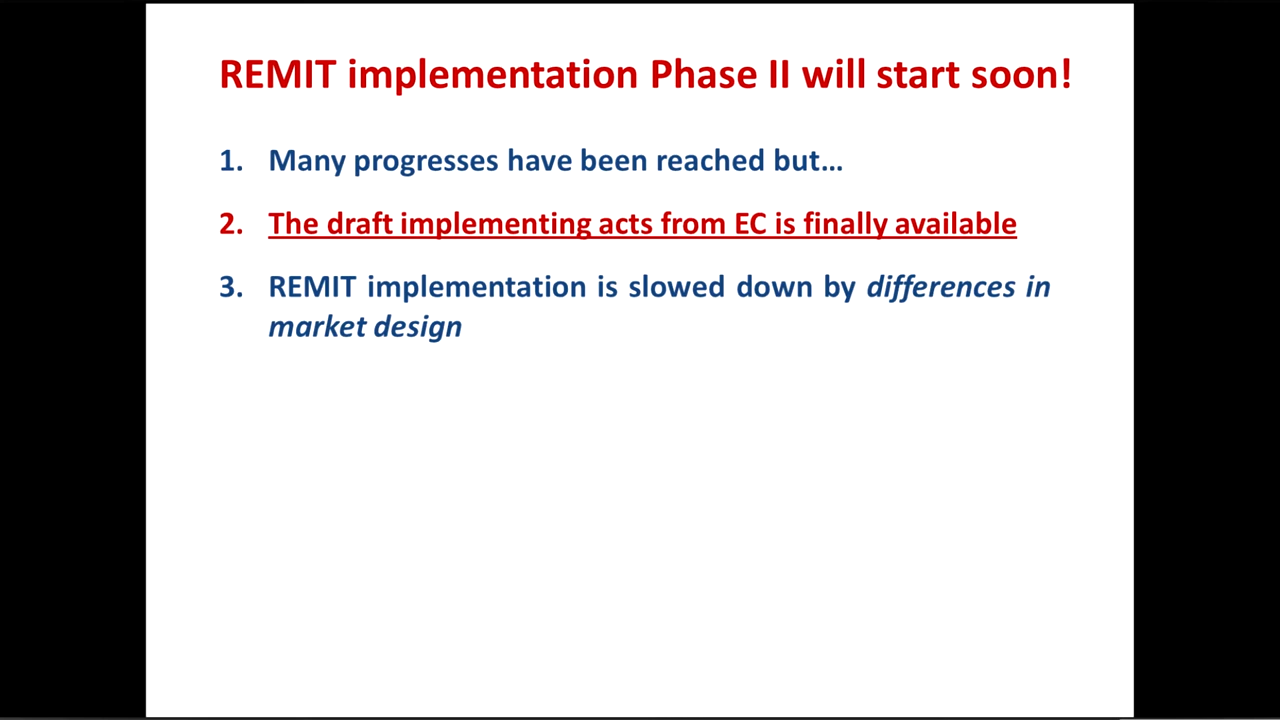 REMIT implementation Phase II will start soon!
1. Many progresses have been reached but…
2. The draft implementing acts from EC is finally available
3. REMIT implementation is slowed down by differences in
market design